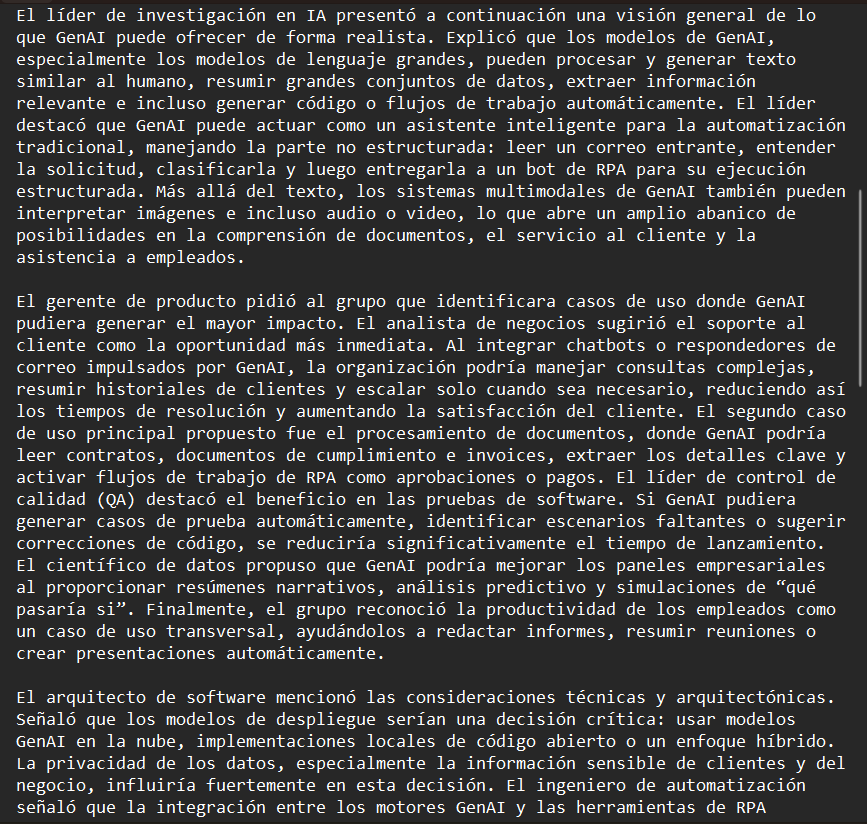 El líder de investigación en IA presentó a continuación una visión general de lo
que GenAI puede ofrecer de forma realista. Explicó que los modelos de GenAI,
especialmente los modelos de lenguaje grandes, pueden procesar y generar texto
similar al humano, resumir grandes conjuntos de datos, extraer información
relevante e incluso generar código o flujos de trabajo automáticamente. El líder
destacó que GenAI puede actuar como un asistente inteligente para la automatización
tradicional, manejando la parte no estructurada: leer un correo entrante, entender
la solicitud, clasificarla y luego entregarla a un bot de RPA para su ejecución
estructurada. Más allá del texto, los sistemas multimodales de GenAI también pueden
interpretar imágenes e incluso audio o video, lo que abre un amplio abanico de
posibilidades en la comprensión de documentos, el servicio al cliente y la
asistencia a empleados.
El gerente de producto pidió al grupo que identificara casos de uso donde GenAI
pudiera generar el mayor impacto. El analista de negocios sugirió el soporte al
cliente como la oportunidad más inmediata. Al integrar chatbots o respondedores de
correo impulsados por GenAI, la organización podría manejar consultas complejas,
resumir historiales de clientes y escalar solo cuando sea necesario, reduciendo así
los tiempos de resolución y aumentando la satisfacción del cliente. El segundo caso
de uso principal propuesto fue el procesamiento de documentos, donde GenAI podría
leer contratos, documentos de cumplimiento e invoices, extraer los detalles clave y
activar flujos de trabajo de RPA como aprobaciones o pagos. El líder de control de
calidad (QA) destacó el beneficio en las pruebas de software. Si GenAI pudiera
generar casos de prueba automáticamente, identificar escenarios faltantes o sugerir
correcciones de código, se reduciría significativamente el tiempo de lanzamiento.
El científico de datos propuso que GenAI podría mejorar los paneles empresariales
al proporcionar resúmenes narrativos, análisis predictivo y simulaciones de “qué
pasaría si”. Finalmente, el grupo reconoció la productividad de los empleados como
un caso de uso transversal, ayudándolos a redactar informes, resumir reuniones o
crear presentaciones automáticamente.
El arquitecto de software mencionó las consideraciones técnicas y arquitectónicas.
Señaló que los modelos de despliegue serían una decisión crítica: usar modelos
GenAI en la nube, implementaciones locales de código abierto o un enfoque híbrido.
La privacidad de los datos, especialmente la información sensible de clientes y del
negocio, influiría fuertemente en esta decisión. El ingeniero de automatización
señaló que la integración entre los motores GenAI y las herramientas de RPA